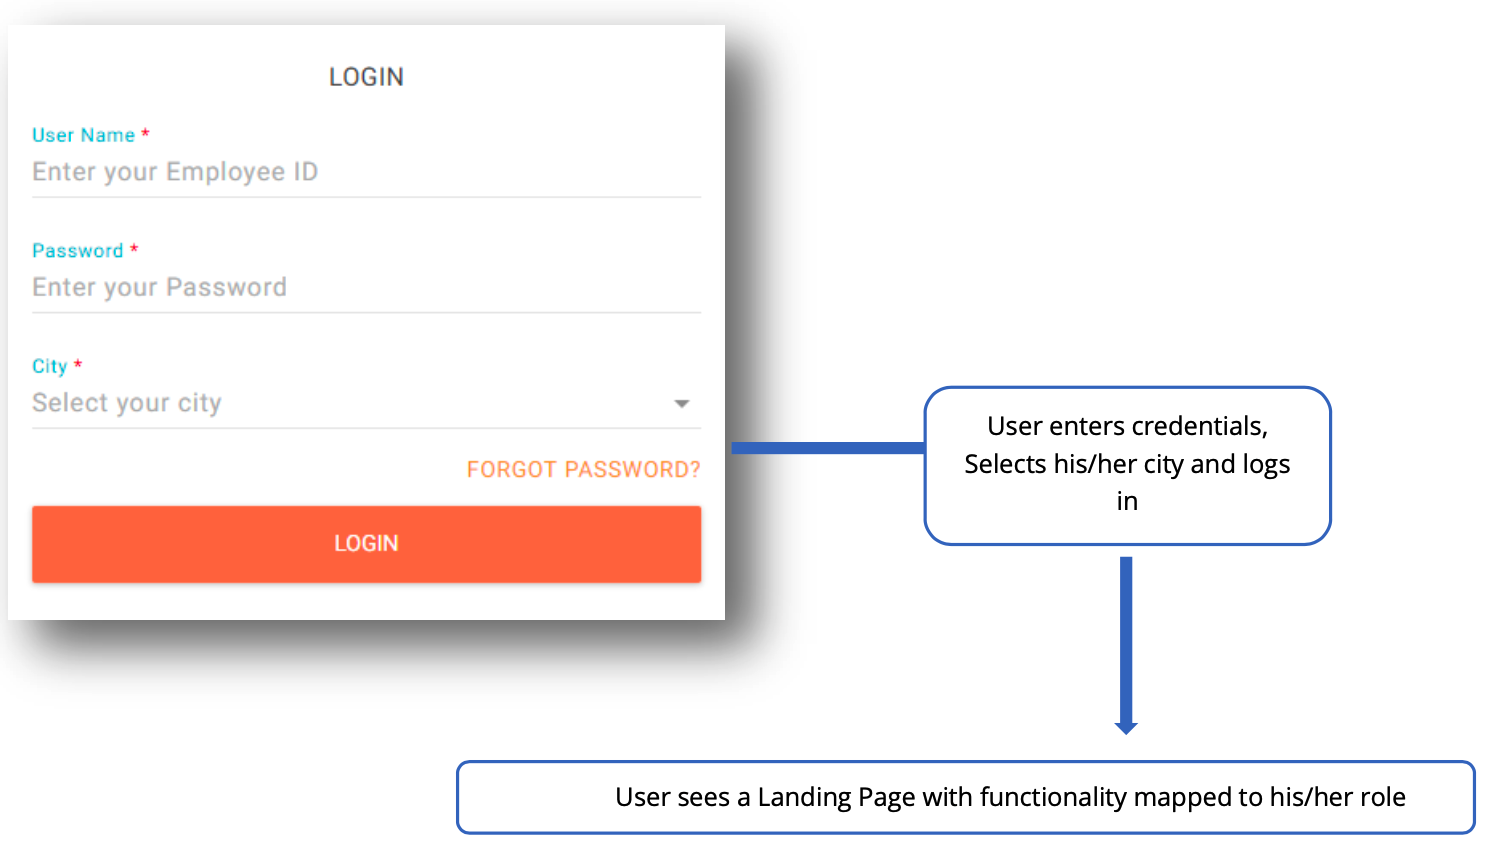 LOGIN
User Name *
Enter your Employee ID
Password *
Enter your Password
City *
Select your city
FORGOT PASSWORD?
LOGIN
User enters credentials,
Selects his/her city and logs
in
User sees a Landing Page with functionality mapped to his/her role